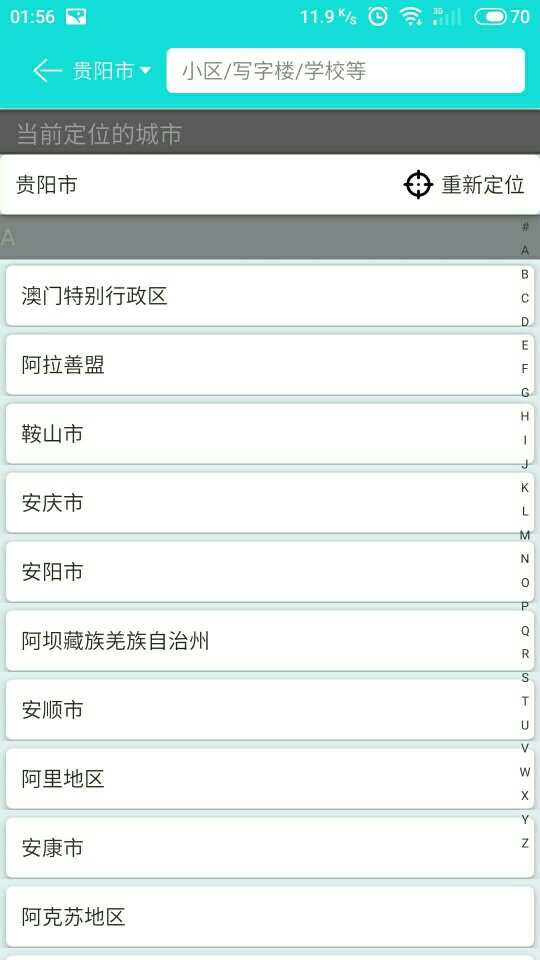 01:56 11.9 K/s 3G 70
贵阳市 小区/写字楼/学校等
当前定位的城市
贵阳市 重新定位
A
澳门特别行政区
阿拉善盟
鞍山市
安庆市
安阳市
阿坝藏族羌族自治州
安顺市
阿里地区
安康市
阿克苏地区
#
A
B
C
D
E
F
G
H
I
J
K
L
M
N
O
P
Q
R
S
T
U
V
W
X
Y
Z